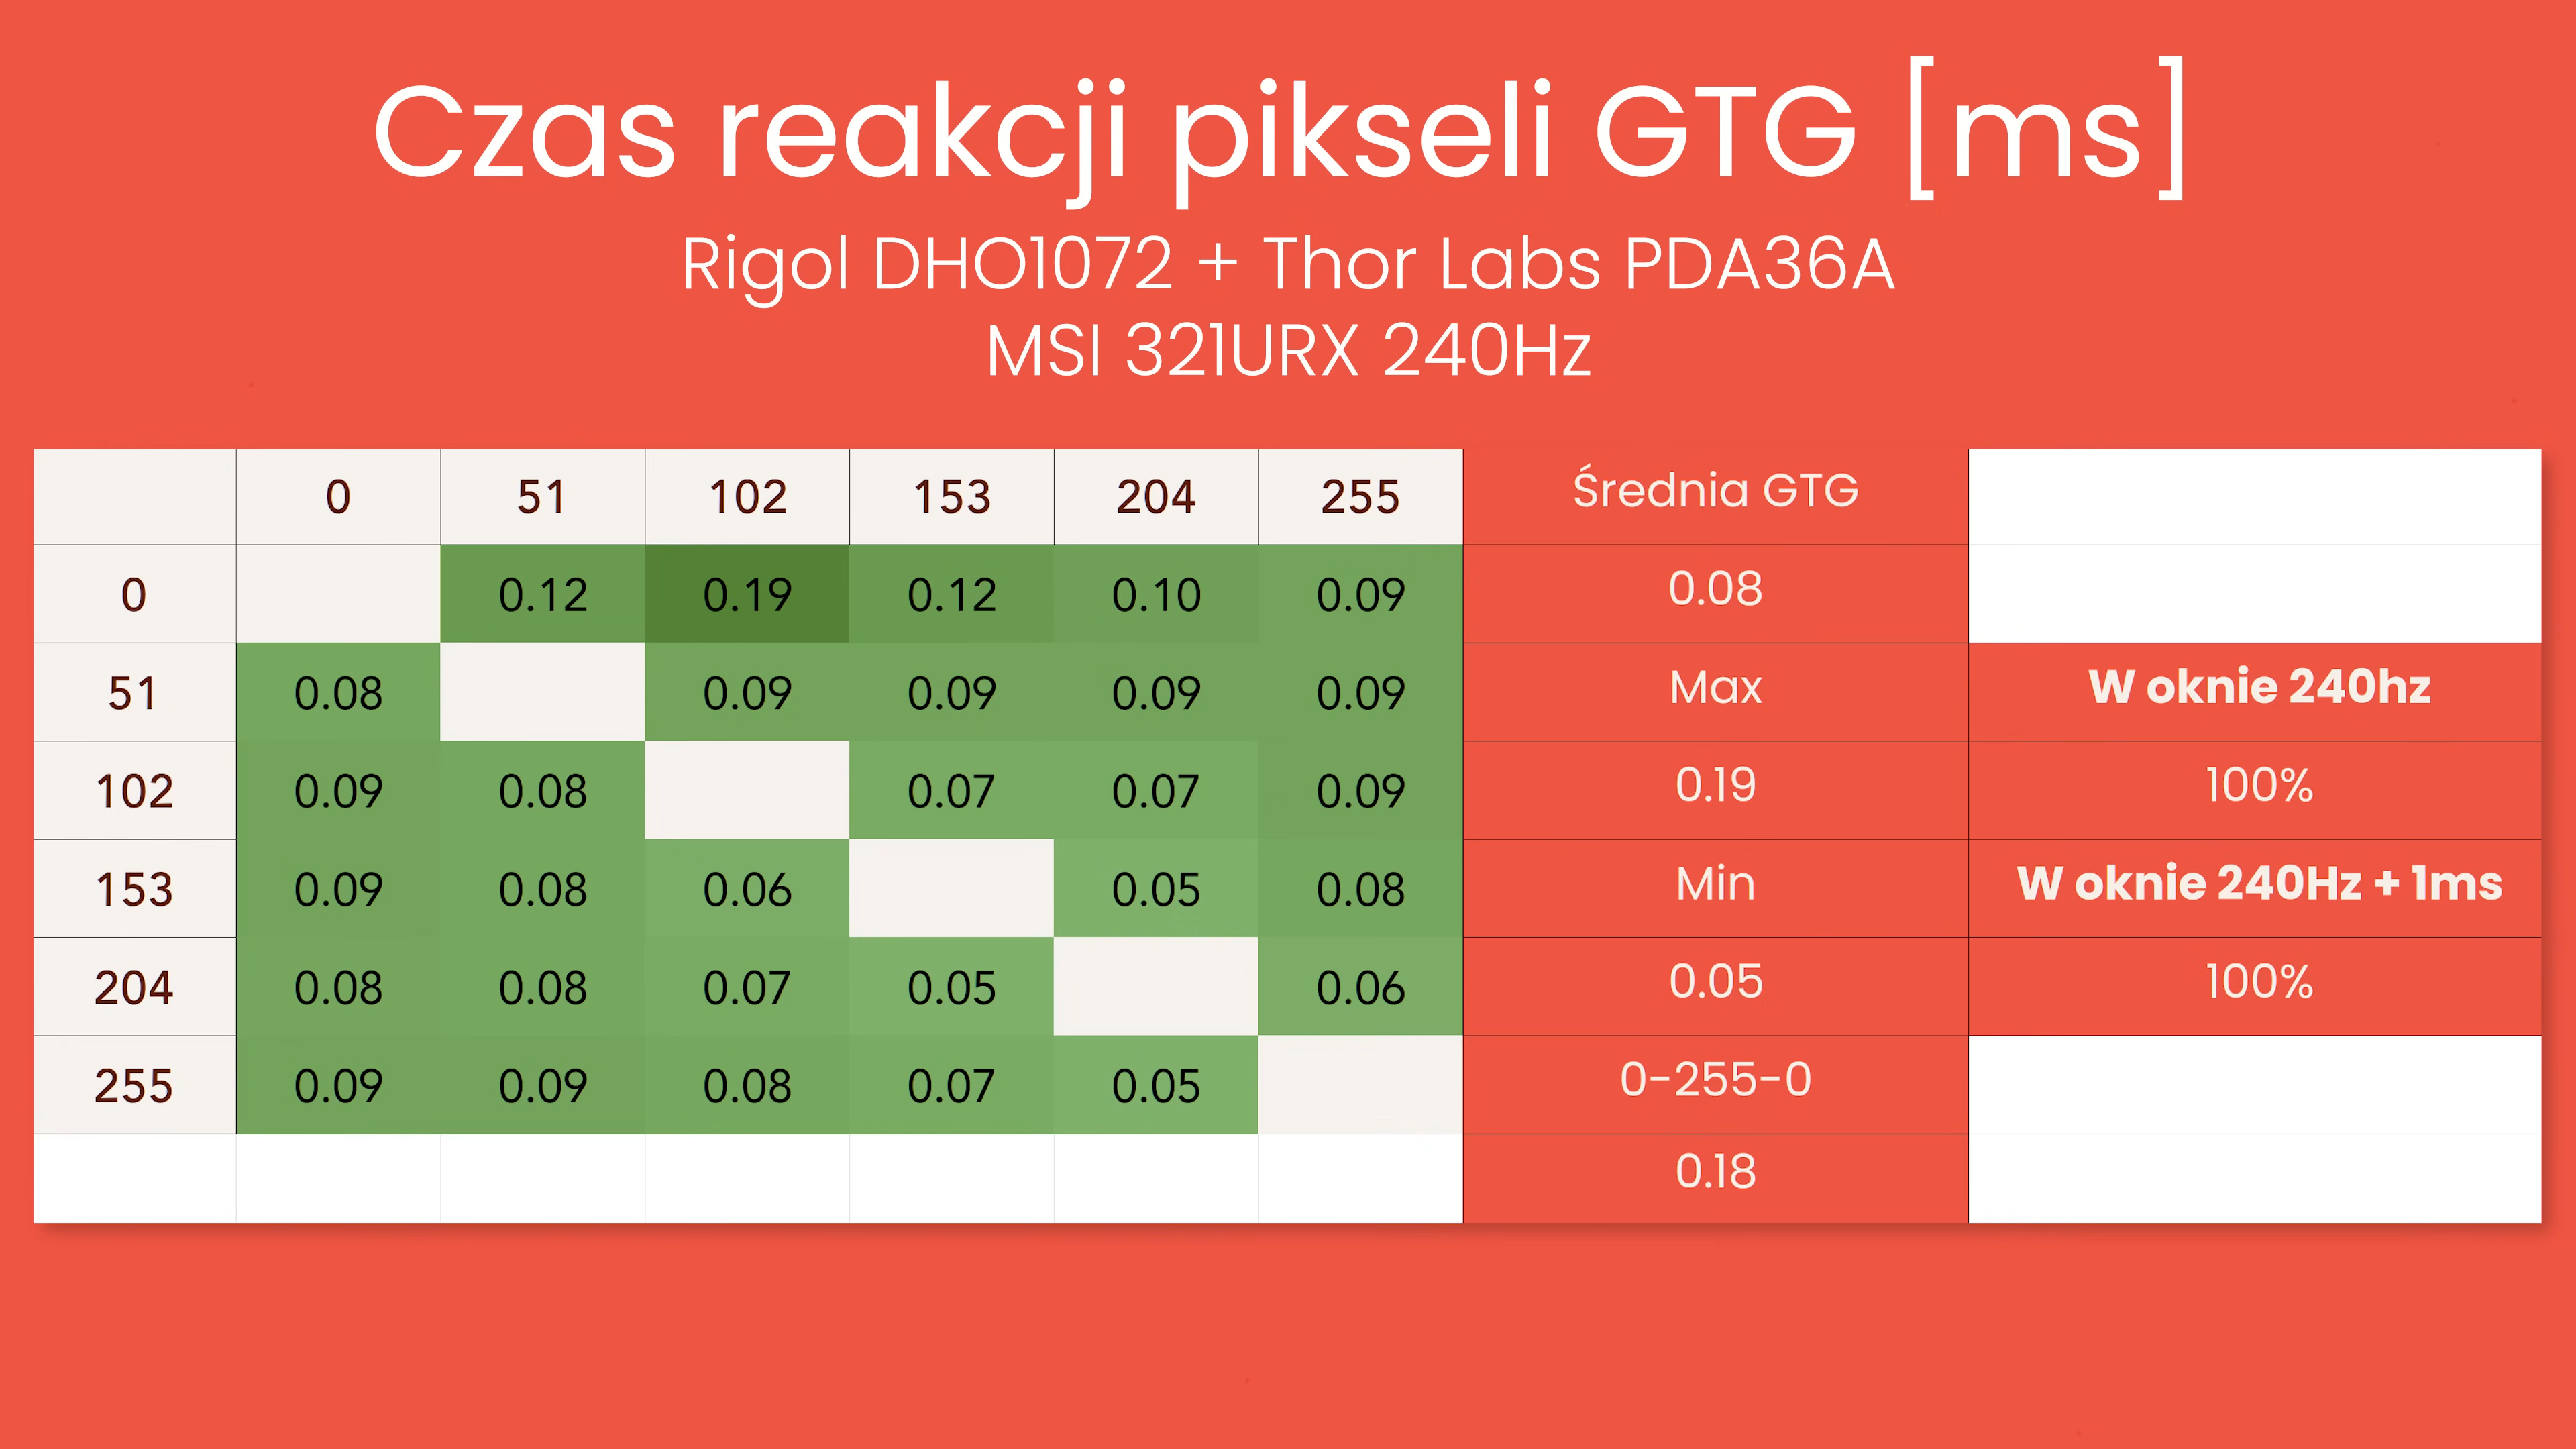 Czas reakcji pikseli GTG [ms]
Rigol DHO1072 + Thor Labs PDA36A
MSI 321URX 240Hz
0 51 102 153 204 255 Średnia GTG
0 0.12 0.19 0.12 0.10 0.09 0.08
51 0.08 0.09 0.09 0.09 0.09 Max W oknie 240hz
102 0.09 0.08 0.07 0.07 0.09 0.19 100%
153 0.09 0.08 0.06 0.05 0.08 Min W oknie 240Hz + 1ms
204 0.08 0.08 0.07 0.05 0.06 0.05 100%
255 0.09 0.09 0.08 0.07 0.05 0-255-0
0.18